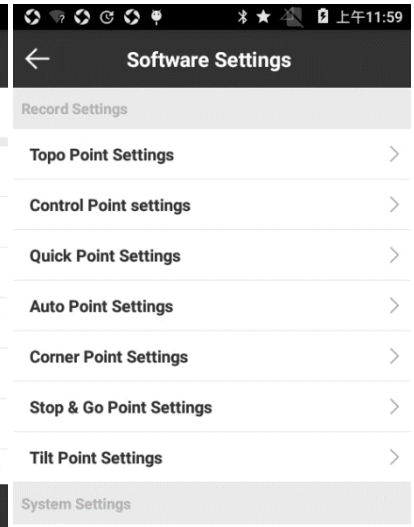 上午11:59
Software Settings
Record Settings
Topo Point Settings
Control Point settings
Quick Point Settings
Auto Point Settings
Corner Point Settings
Stop & Go Point Settings
Tilt Point Settings
System Settings